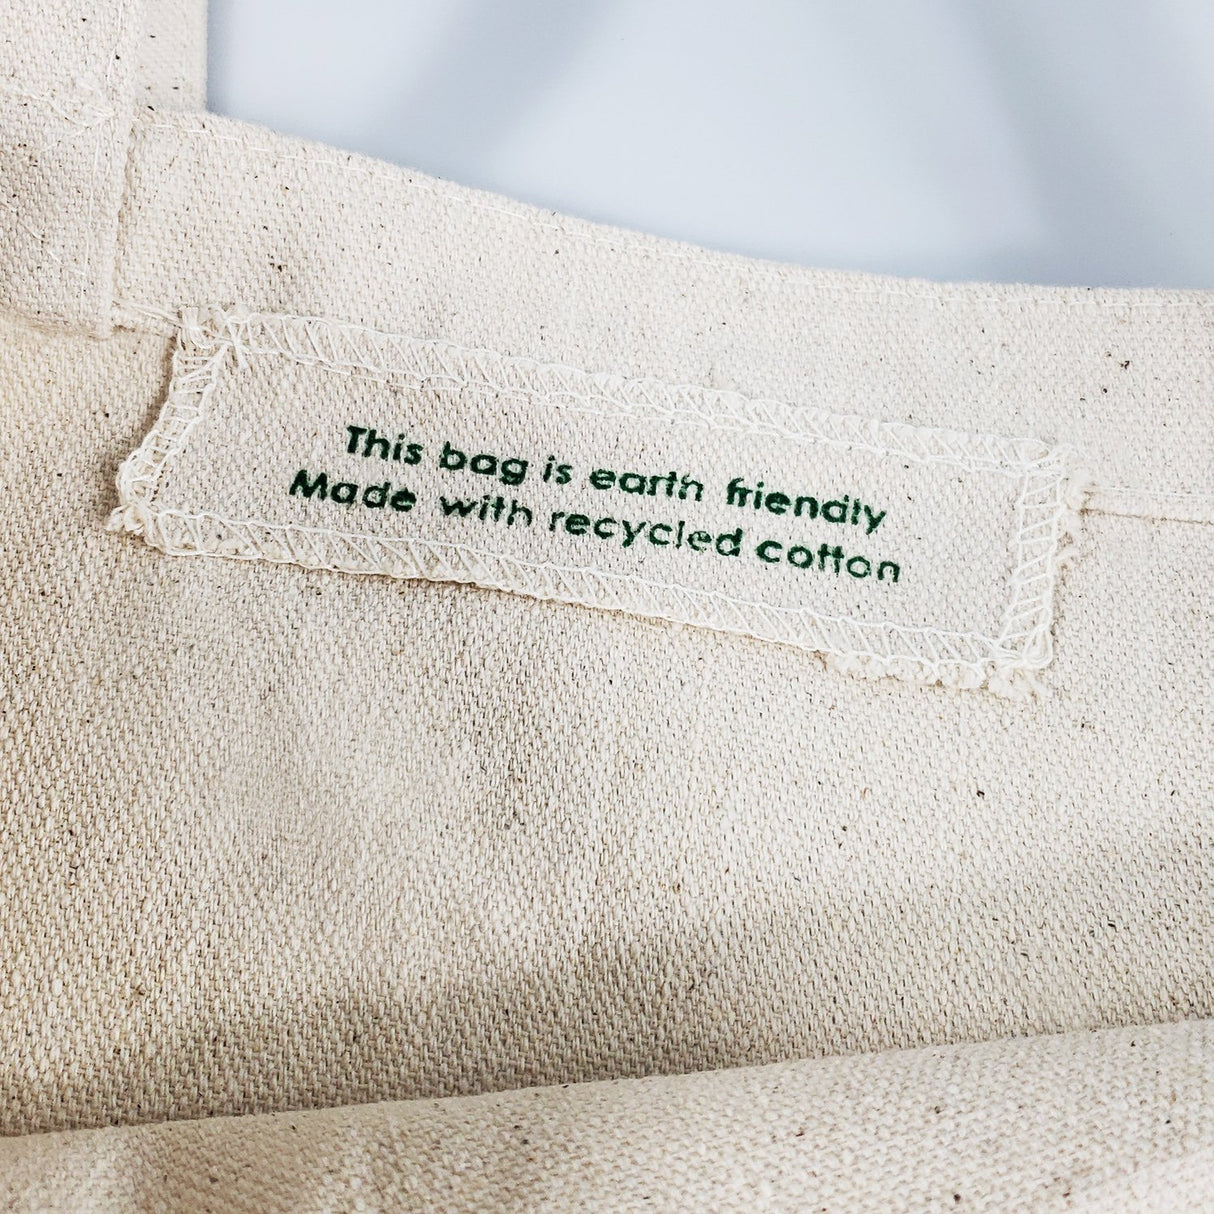 This bag is earth friendly
Made with recycled cotton